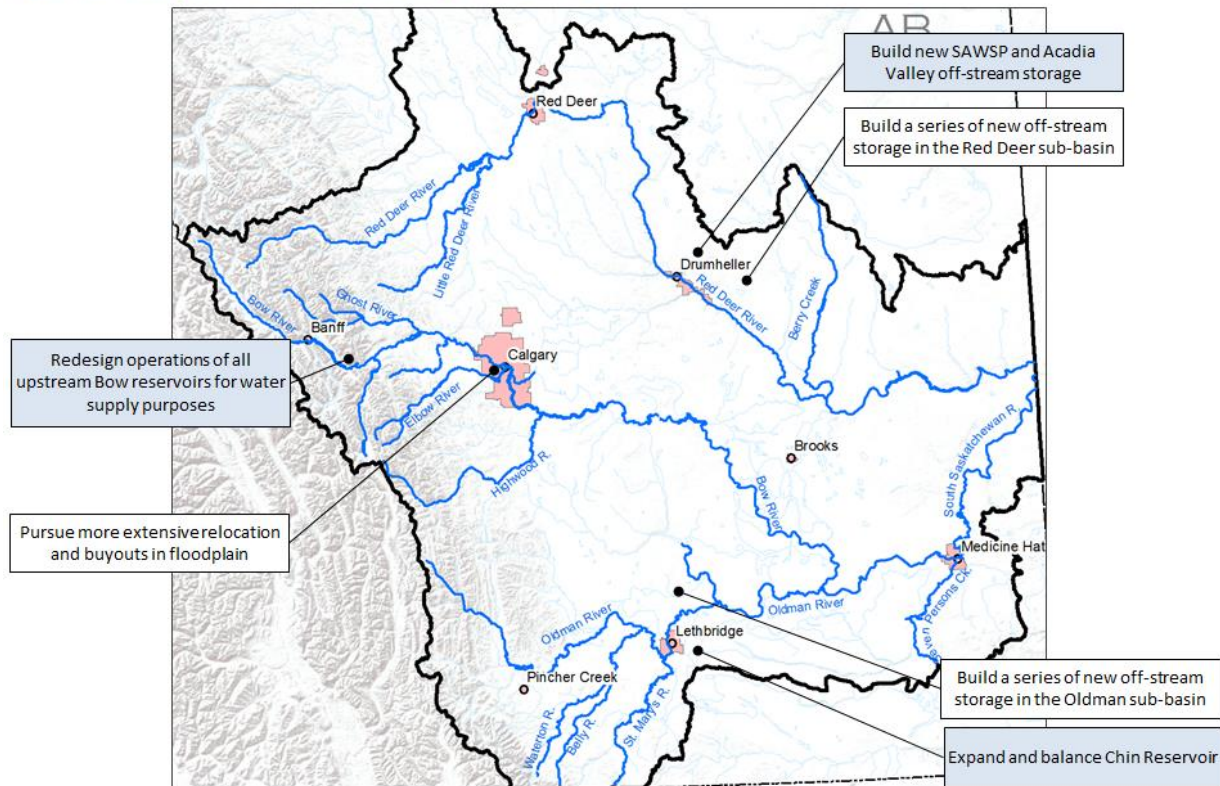 AB
Build new SAWSP and Acadia
Valley off-stream storage
Red Deer
Build a series of new off-stream
storage in the Red Deer sub-basin
Red Deer River
Little Red Deer River
Drumheller
Red Deer River
Berry Creek
Ghost River
Bow River
Banff
Redesign operations of all
upstream Bow reservoirs for water
supply purposes
Calgary
Elbow River
Highwood R.
Brooks
Bow River
South Saskatchewan R.
Pursue more extensive relocation
and buyouts in floodplain
Medicine Hat
Seven Persons Ck.
Oldman River
Oldman River
Lethbridge
Pincher Creek
Waterton R.
Belly R.
St. Mary's R.
Build a series of new off-stream
storage in the Oldman sub-basin
Expand and balance Chin Reservoir